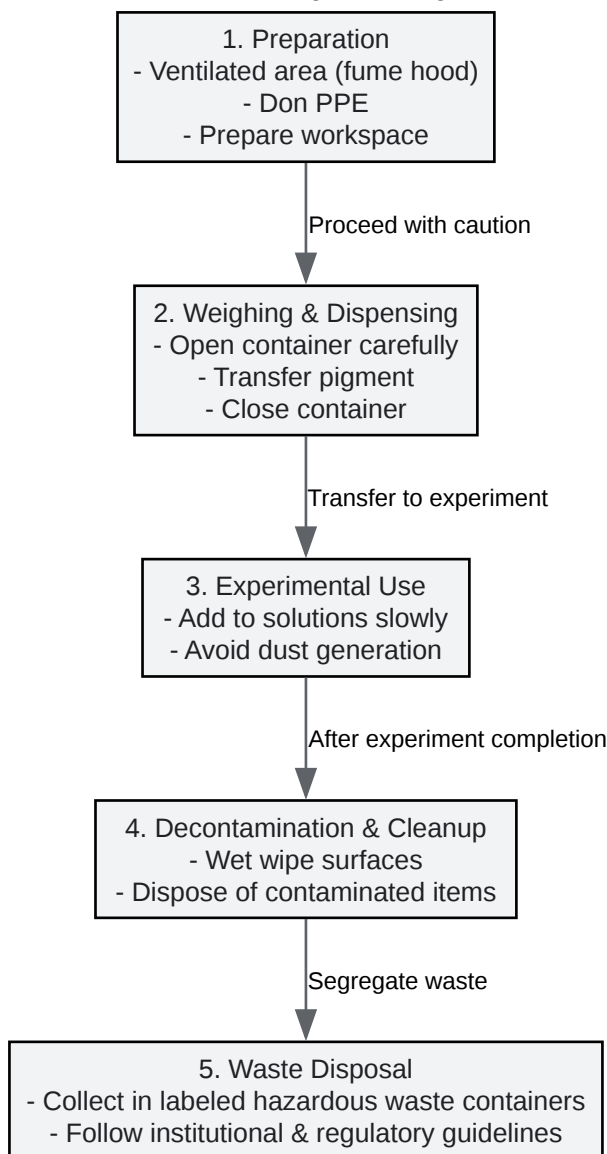 1. Preparation
- Ventilated area (fume hood)
- Don PPE
- Prepare workspace
Proceed with caution
2. Weighing & Dispensing
- Open container carefully
- Transfer pigment
- Close container
Transfer to experiment
3. Experimental Use
- Add to solutions slowly
- Avoid dust generation
After experiment completion
4. Decontamination & Cleanup
- Wet wipe surfaces
- Dispose of contaminated items
Segregate waste
5. Waste Disposal
- Collect in labeled hazardous waste containers
- Follow institutional & regulatory guidelines